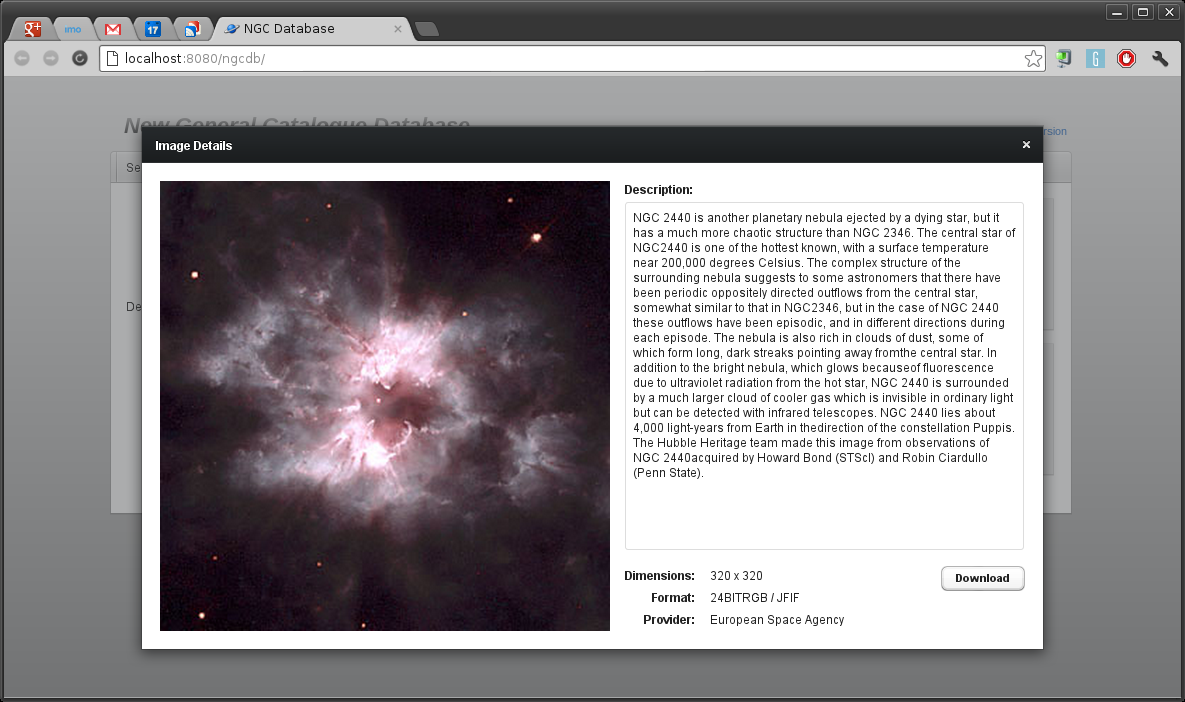 g+
imo
17
NGC Database
localhost:8080/ngcdb/
New General Catalogue Database
rsion
Se
De
Image Details
Description:
NGC 2440 is another planetary nebula ejected by a dying star, but it
has a much more chaotic structure than NGC 2346. The central star of
NGC2440 is one of the hottest known, with a surface temperature
near 200,000 degrees Celsius. The complex structure of the
surrounding nebula suggests to some astronomers that there have
been periodic oppositely directed outflows from the central star,
somewhat similar to that in NGC2346, but in the case of NGC 2440
these outflows have been episodic, and in different directions during
each episode. The nebula is also rich in clouds of dust, some of
which form long, dark streaks pointing away fromthe central star. In
addition to the bright nebula, which glows becauseof fluorescence
due to ultraviolet radiation from the hot star, NGC 2440 is surrounded
by a much larger cloud of cooler gas which is invisible in ordinary light
but can be detected with infrared telescopes. NGC 2440 lies about
4,000 light-years from Earth in thedirection of the constellation Puppis.
The Hubble Heritage team made this image from observations of
NGC 2440acquired by Howard Bond (STScI) and Robin Ciardullo
(Penn State).
Dimensions: 320 x 320
Download
Format: 24BITRGB / JFIF
Provider: European Space Agency